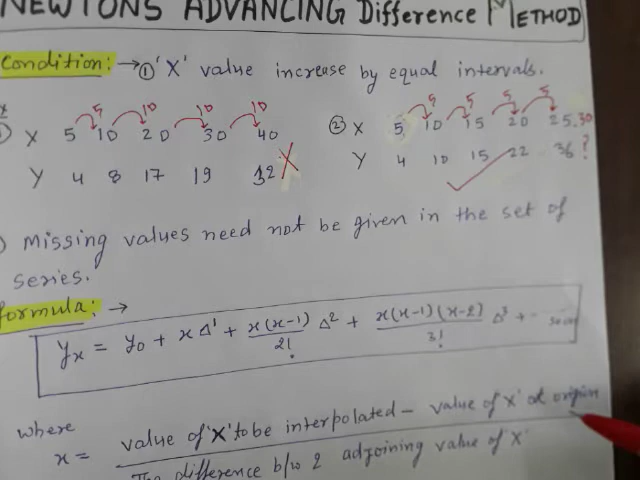 NEWTONS ADVANCING Difference METHOD
Condition: → ① 'X' value increase by equal intervals.
5 10 10 10
X 5 10 20 30 40
Y 4 8 17 19 32 X
5 5 5 5
② X 5 10 15 20 25 30
Y 4 10 15 22 36 ?
Missing values need not be given in the set of
series.
formula: →
Yx = Y0 + x Δ¹ + x(x-1)/2! Δ² + x(x-1)(x-2)/3! Δ³ + -- so on
where
x = value of 'X' to be interpolated - value of 'X' at origin
The difference b/w 2 adjoining value of X